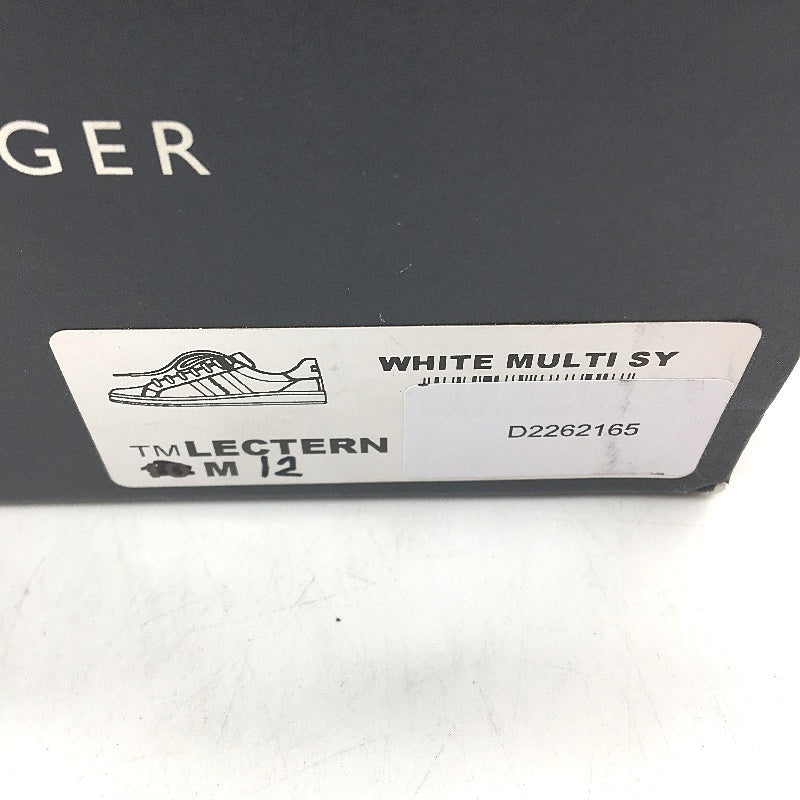 GER
WHITE MULTI SY
D2262165
TMLECTERN
M 12